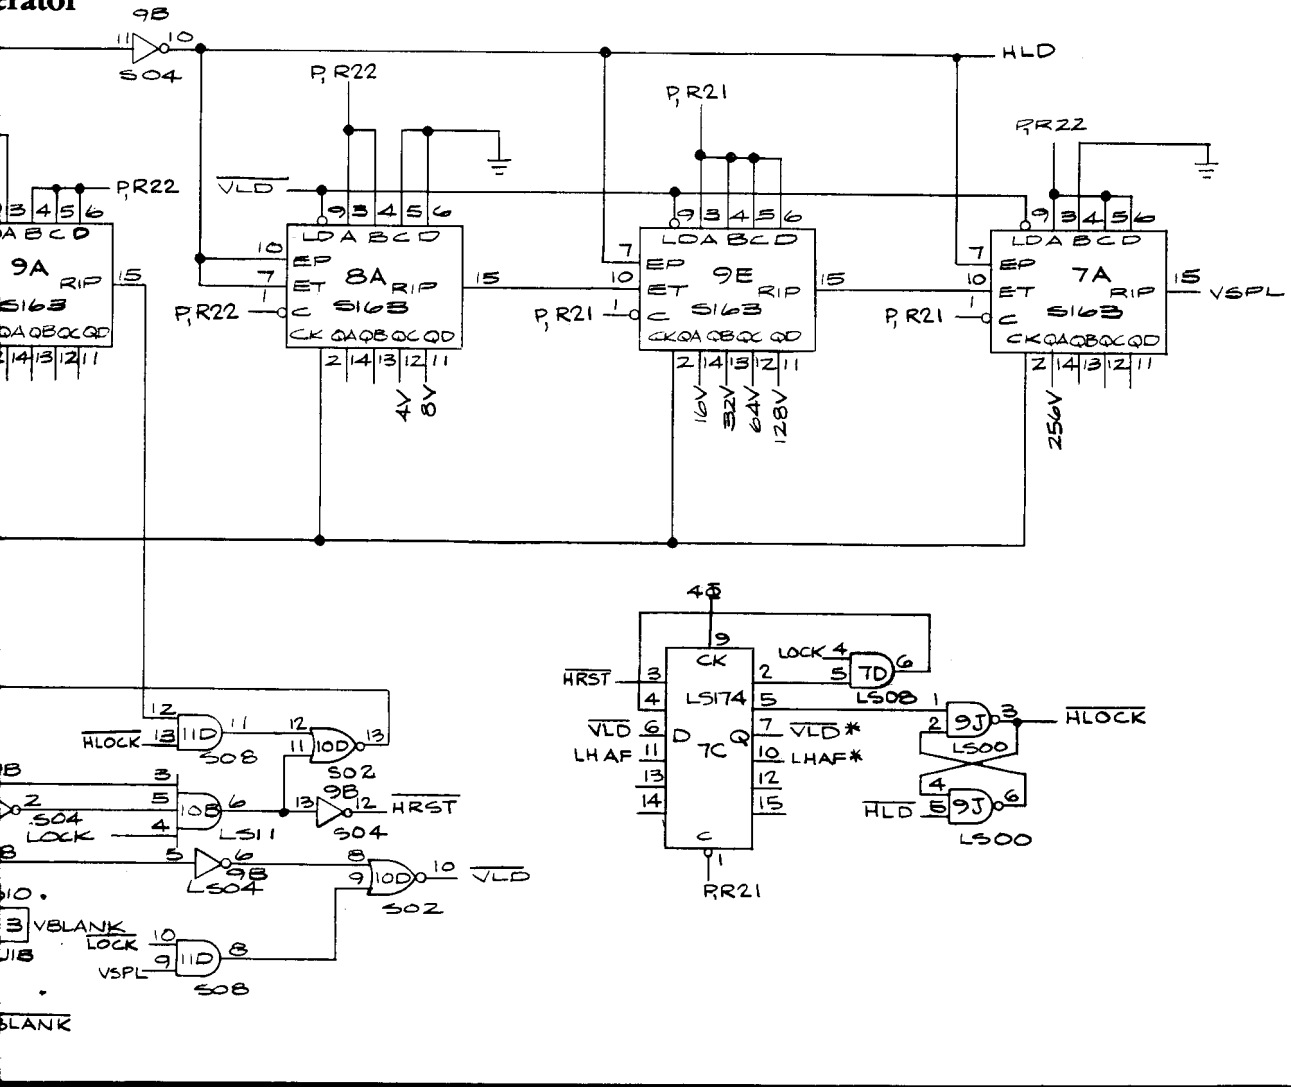 erator
9B
11 10
S04
HLD
P,R22
P,R21
P,R22
P,R22
VLD
3 4 5 6
9 3 4 5 6
9 3 4 5 6
9 3 4 5 6
A B C D
LD A B C D
LD A B C D
LD A B C D
9A
RIP 15
S163
QA QB QC QD
14 13 12 11
10 EP
7 ET
1 C
P,R22
8A
RIP 15
S163
CK QA QB QC QD
2 14 13 12 11
4V 8V
7 EP
10 ET
1 C
P,R21
9E
RIP 15
S163
CK QA QB QC QD
2 14 13 12 11
16V 32V 64V 128V
7 EP
10 ET
1 C
P,R21
7A
RIP 15 VSPL
S163
CK QA QB QC QD
2 14 13 12 11
256V
4Φ
9
CK
HRST 3
4
VLD 6
LHAF 11
13
14
D
LS174
7C
Q
2
5
7 VLD*
10 LHAF*
12
15
C
1
P,R21
LOCK 4
5
7D 6
LS08
1
2
9J 3 HLOCK
LS00
4
HLD 5
9J 6
LS00
12
HLOCK 13
11D 11
S08
12
11
10D 13
S02
3
5
4
2
S04
LOCK
10B 6
LS11
9B
13 12 HRST
S04
5 6
9B
LS04
8
9
10D 10 VLD
S02
3 VBLANK
LOCK 10
VSPL 9
11D 8
S08
BLANK